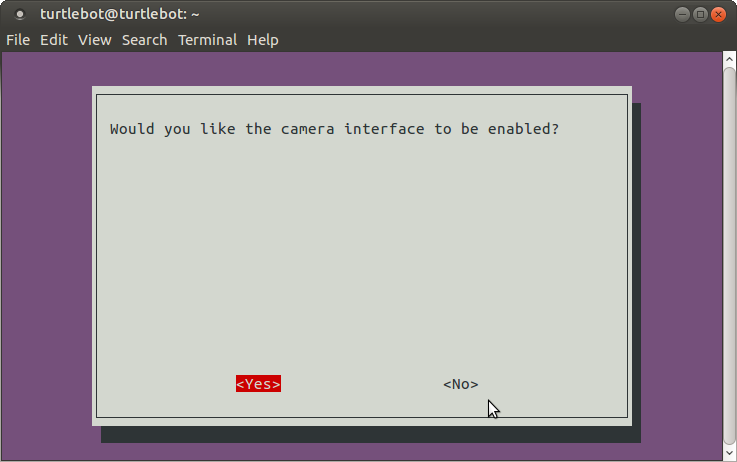 turtlebot@turtlebot: ~
File Edit View Search Terminal Help
Would you like the camera interface to be enabled?
<Yes> <No>